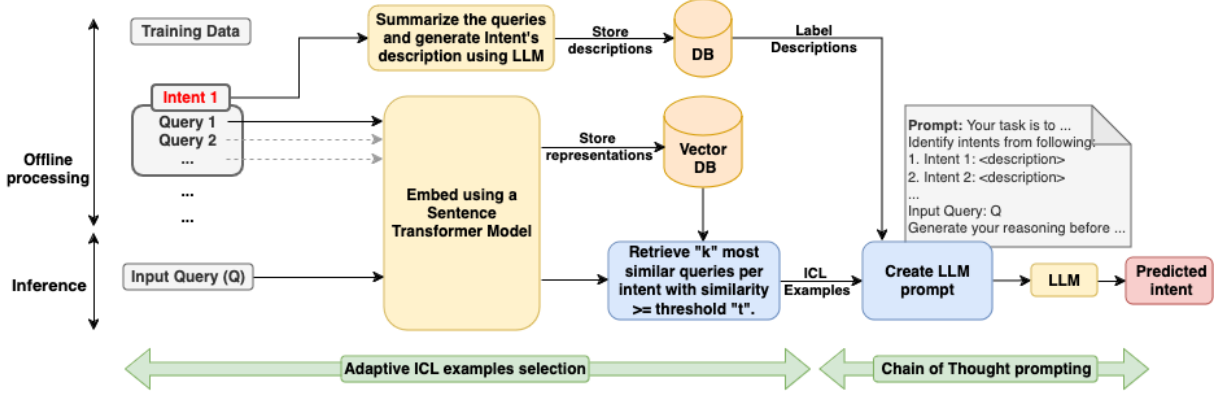 Training Data
Summarize the queries
and generate Intent's
description using LLM
Store
descriptions
DB
Label
Descriptions
Intent 1
Query 1
Query 2
...
...
...
Offline
processing
Embed using a
Sentence
Transformer Model
Store
representations
Vector
DB
Prompt: Your task is to ...
Identify intents from following:
1. Intent 1: <description>
2. Intent 2: <description>
...
Input Query: Q
Generate your reasoning before ...
Inference
Input Query (Q)
Retrieve "k" most
similar queries per
intent with similarity
>= threshold "t".
ICL
Examples
Create LLM
prompt
LLM
Predicted
intent
Adaptive ICL examples selection
Chain of Thought prompting